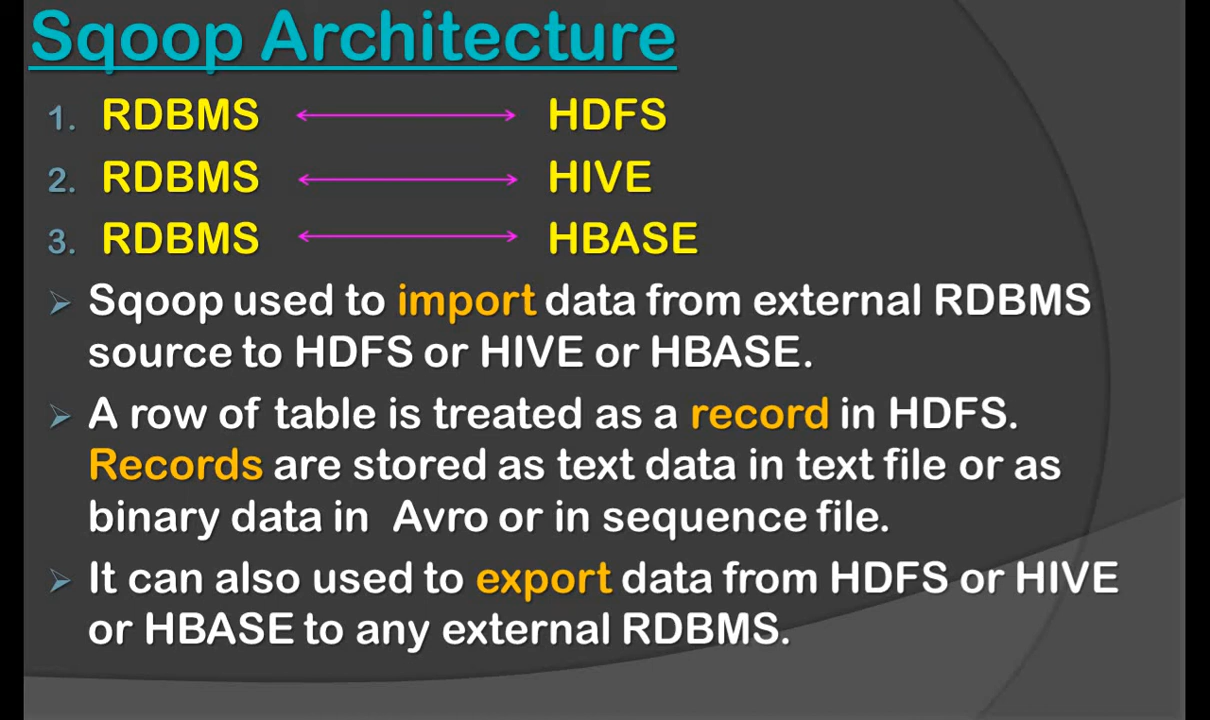 Sqoop Architecture
1. RDBMS HDFS
2. RDBMS HIVE
3. RDBMS HBASE
Sqoop used to import data from external RDBMS
source to HDFS or HIVE or HBASE.
A row of table is treated as a record in HDFS.
Records are stored as text data in text file or as
binary data in Avro or in sequence file.
It can also used to export data from HDFS or HIVE
or HBASE to any external RDBMS.